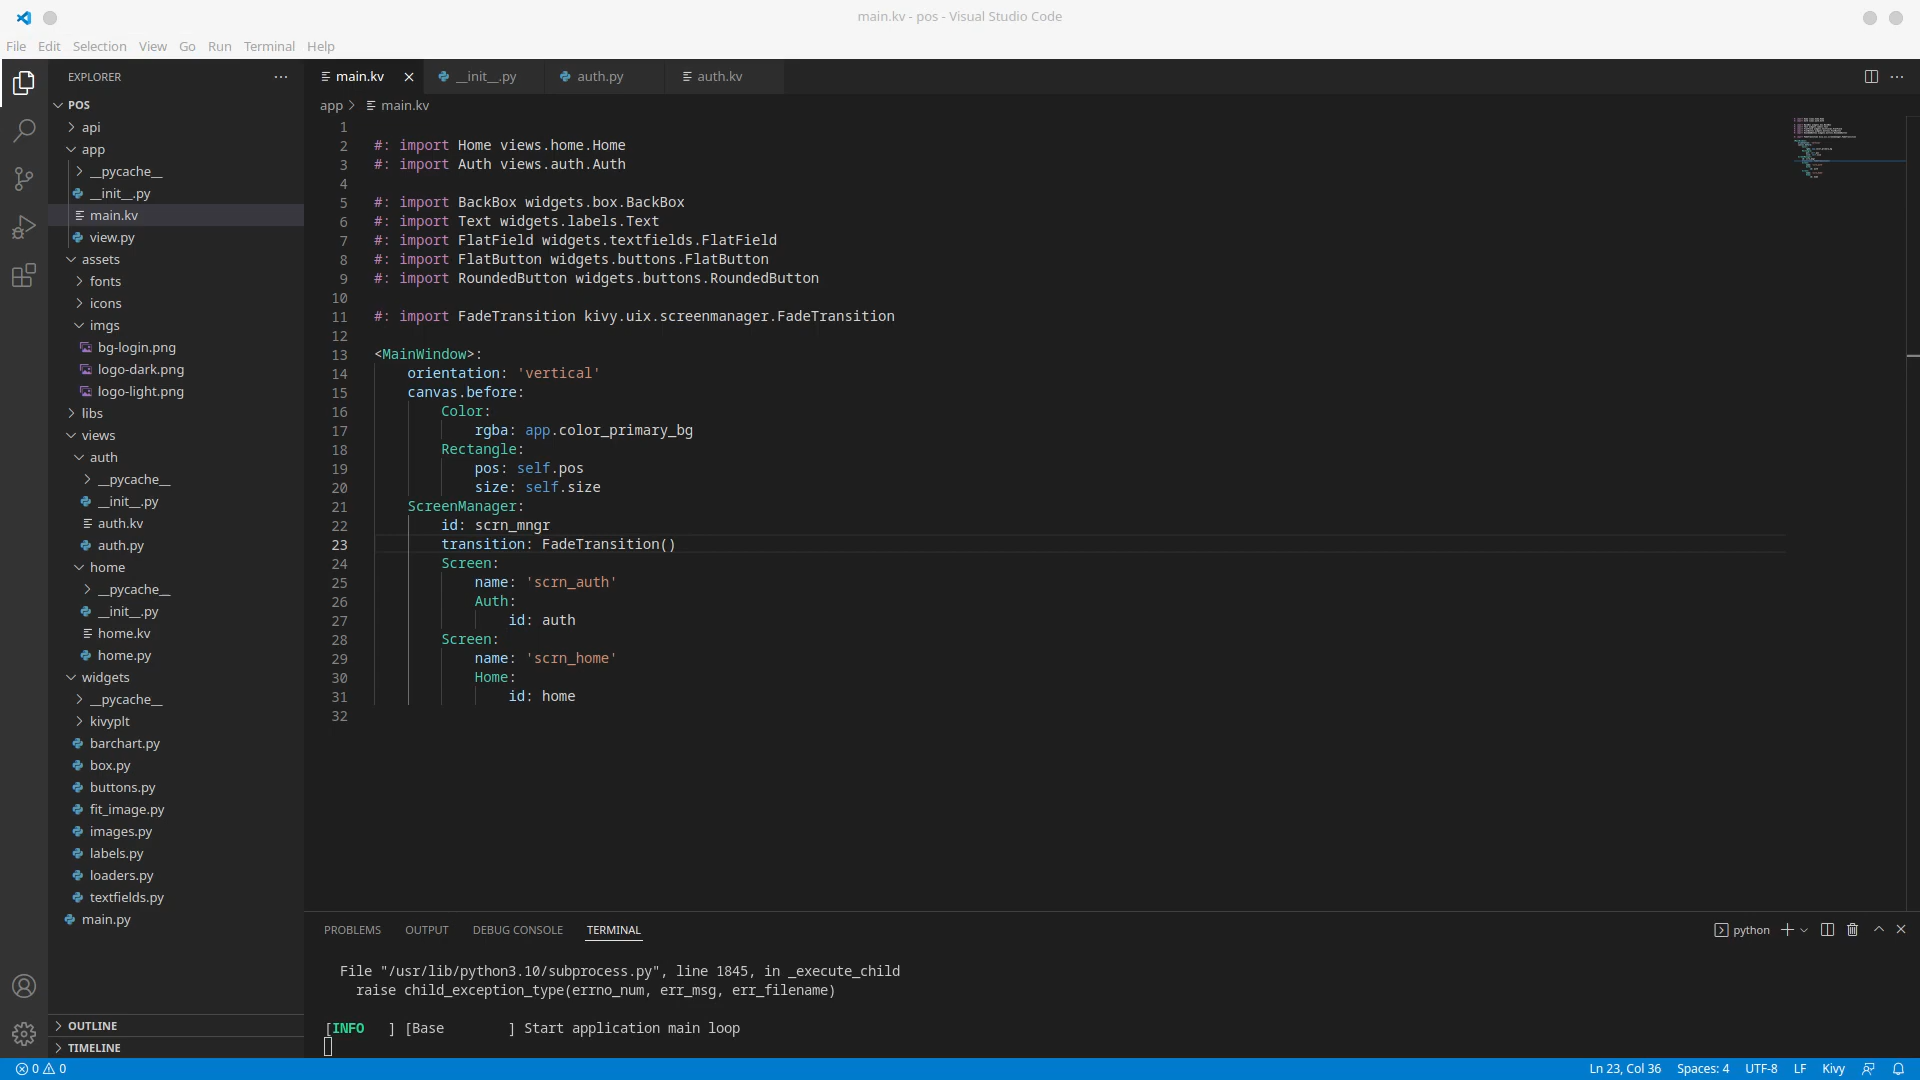 main.kv - pos - Visual Studio Code
File Edit Selection View Go Run Terminal Help
EXPLORER
POS
api
app
__pycache__
__init__.py
main.kv
view.py
assets
fonts
icons
imgs
bg-login.png
logo-dark.png
logo-light.png
libs
views
auth
__pycache__
__init__.py
auth.kv
auth.py
home
__pycache__
__init__.py
home.kv
home.py
widgets
__pycache__
kivyplt
barchart.py
box.py
buttons.py
fit_image.py
images.py
labels.py
loaders.py
textfields.py
main.py
OUTLINE
TIMELINE
main.kv __init__.py auth.py auth.kv
app > main.kv
1
2 #: import Home views.home.Home
3 #: import Auth views.auth.Auth
4
5 #: import BackBox widgets.box.BackBox
6 #: import Text widgets.labels.Text
7 #: import FlatField widgets.textfields.FlatField
8 #: import FlatButton widgets.buttons.FlatButton
9 #: import RoundedButton widgets.buttons.RoundedButton
10
11 #: import FadeTransition kivy.uix.screenmanager.FadeTransition
12
13 <MainWindow>:
14     orientation: 'vertical'
15     canvas.before:
16         Color:
17             rgba: app.color_primary_bg
18         Rectangle:
19             pos: self.pos
20             size: self.size
21     ScreenManager:
22         id: scrn_mngr
23         transition: FadeTransition()
24         Screen:
25             name: 'scrn_auth'
26             Auth:
27                 id: auth
28         Screen:
29             name: 'scrn_home'
30             Home:
31                 id: home
32
PROBLEMS OUTPUT DEBUG CONSOLE TERMINAL
python
File "/usr/lib/python3.10/subprocess.py", line 1845, in _execute_child
raise child_exception_type(errno_num, err_msg, err_filename)
[INFO   ] [Base        ] Start application main loop
0 0
Ln 23, Col 36 Spaces: 4 UTF-8 LF Kivy